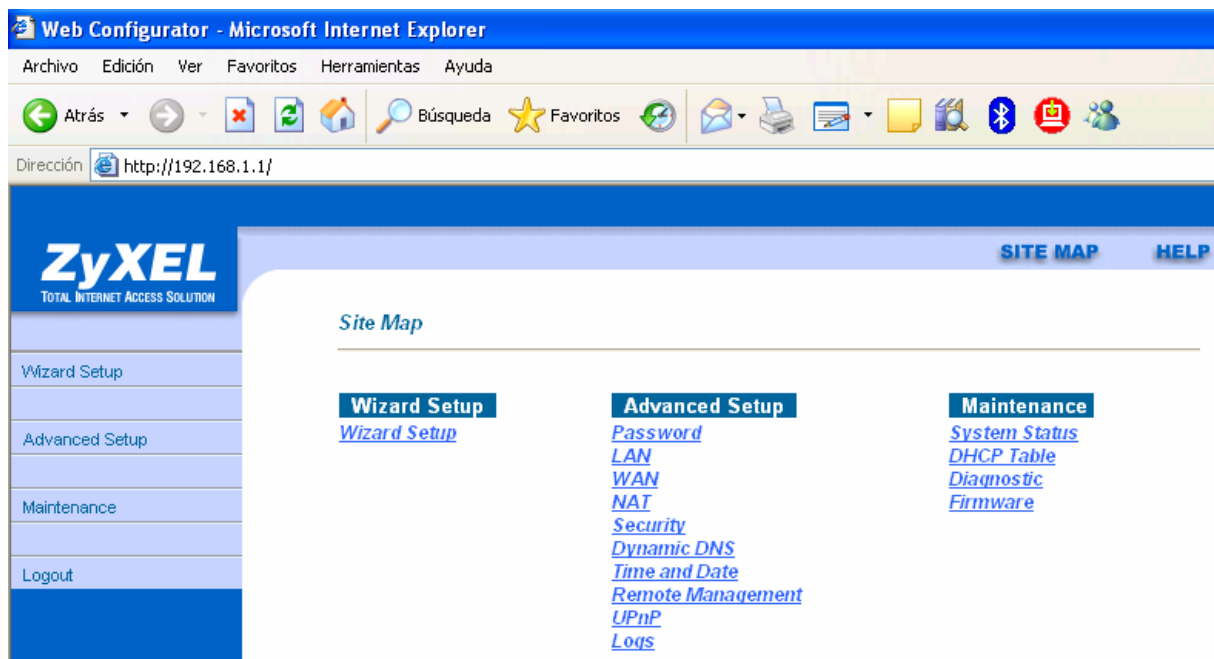 Web Configurator - Microsoft Internet Explorer
Archivo Edición Ver Favoritos Herramientas Ayuda
Atrás Búsqueda Favoritos
Dirección http://192.168.1.1/
ZyXEL
TOTAL INTERNET ACCESS SOLUTION
SITE MAP HELP
Wizard Setup
Advanced Setup
Maintenance
Logout
Site Map
Wizard Setup
Wizard Setup
Advanced Setup
Password
LAN
WAN
NAT
Security
Dynamic DNS
Time and Date
Remote Management
UPnP
Logs
Maintenance
System Status
DHCP Table
Diagnostic
Firmware